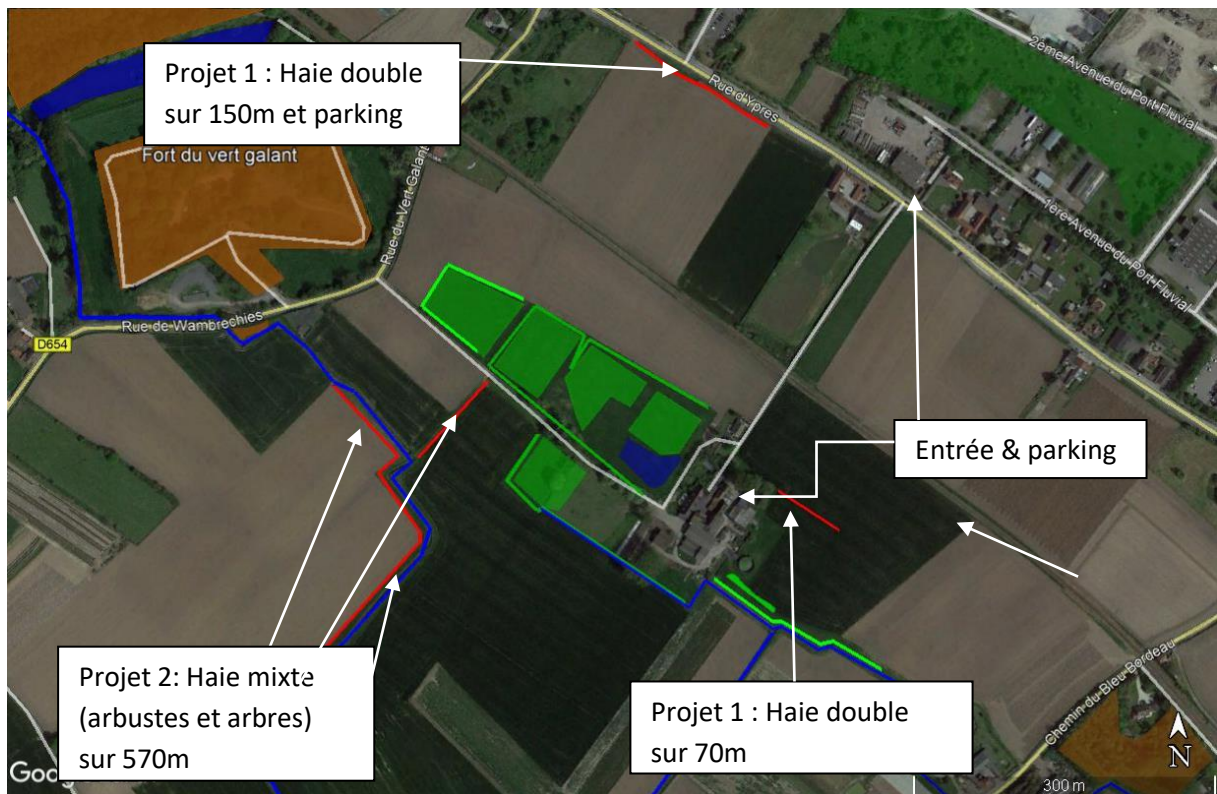 Projet 1 : Haie double
sur 150m et parking
Fort du vert galant
Rue du Vert Galant
Rue d'Ypres
2ème Avenue du Port Fluvial
1ère Avenue du Port Fluvial
Rue de Wambrechies
D654
Entrée & parking
Projet 2: Haie mixte
(arbustes et arbres)
sur 570m
Projet 1 : Haie double
sur 70m
Chemin du Bleu Bordeau
N
Goo
300 m